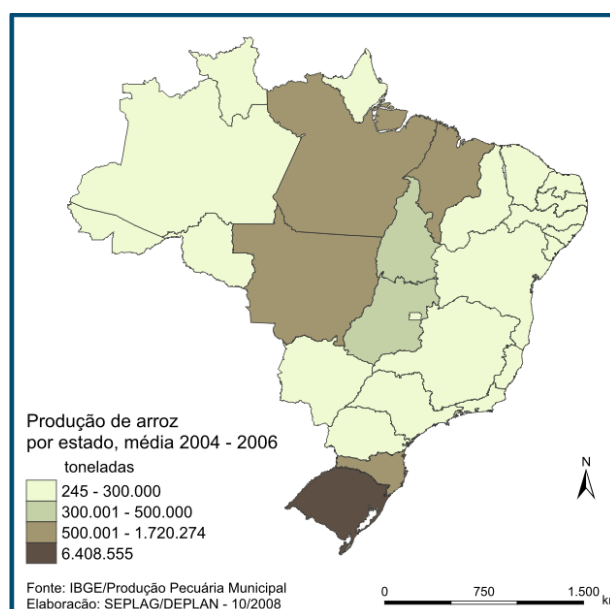 Produção de arroz
por estado, média 2004 - 2006
toneladas
245 - 300.000
300.001 - 500.000
500.001 - 1.720.274
6.408.555
Fonte: IBGE/Produção Pecuária Municipal
Elaboração: SEPLAG/DEPLAN - 10/2008
N
0 750 1.500
km